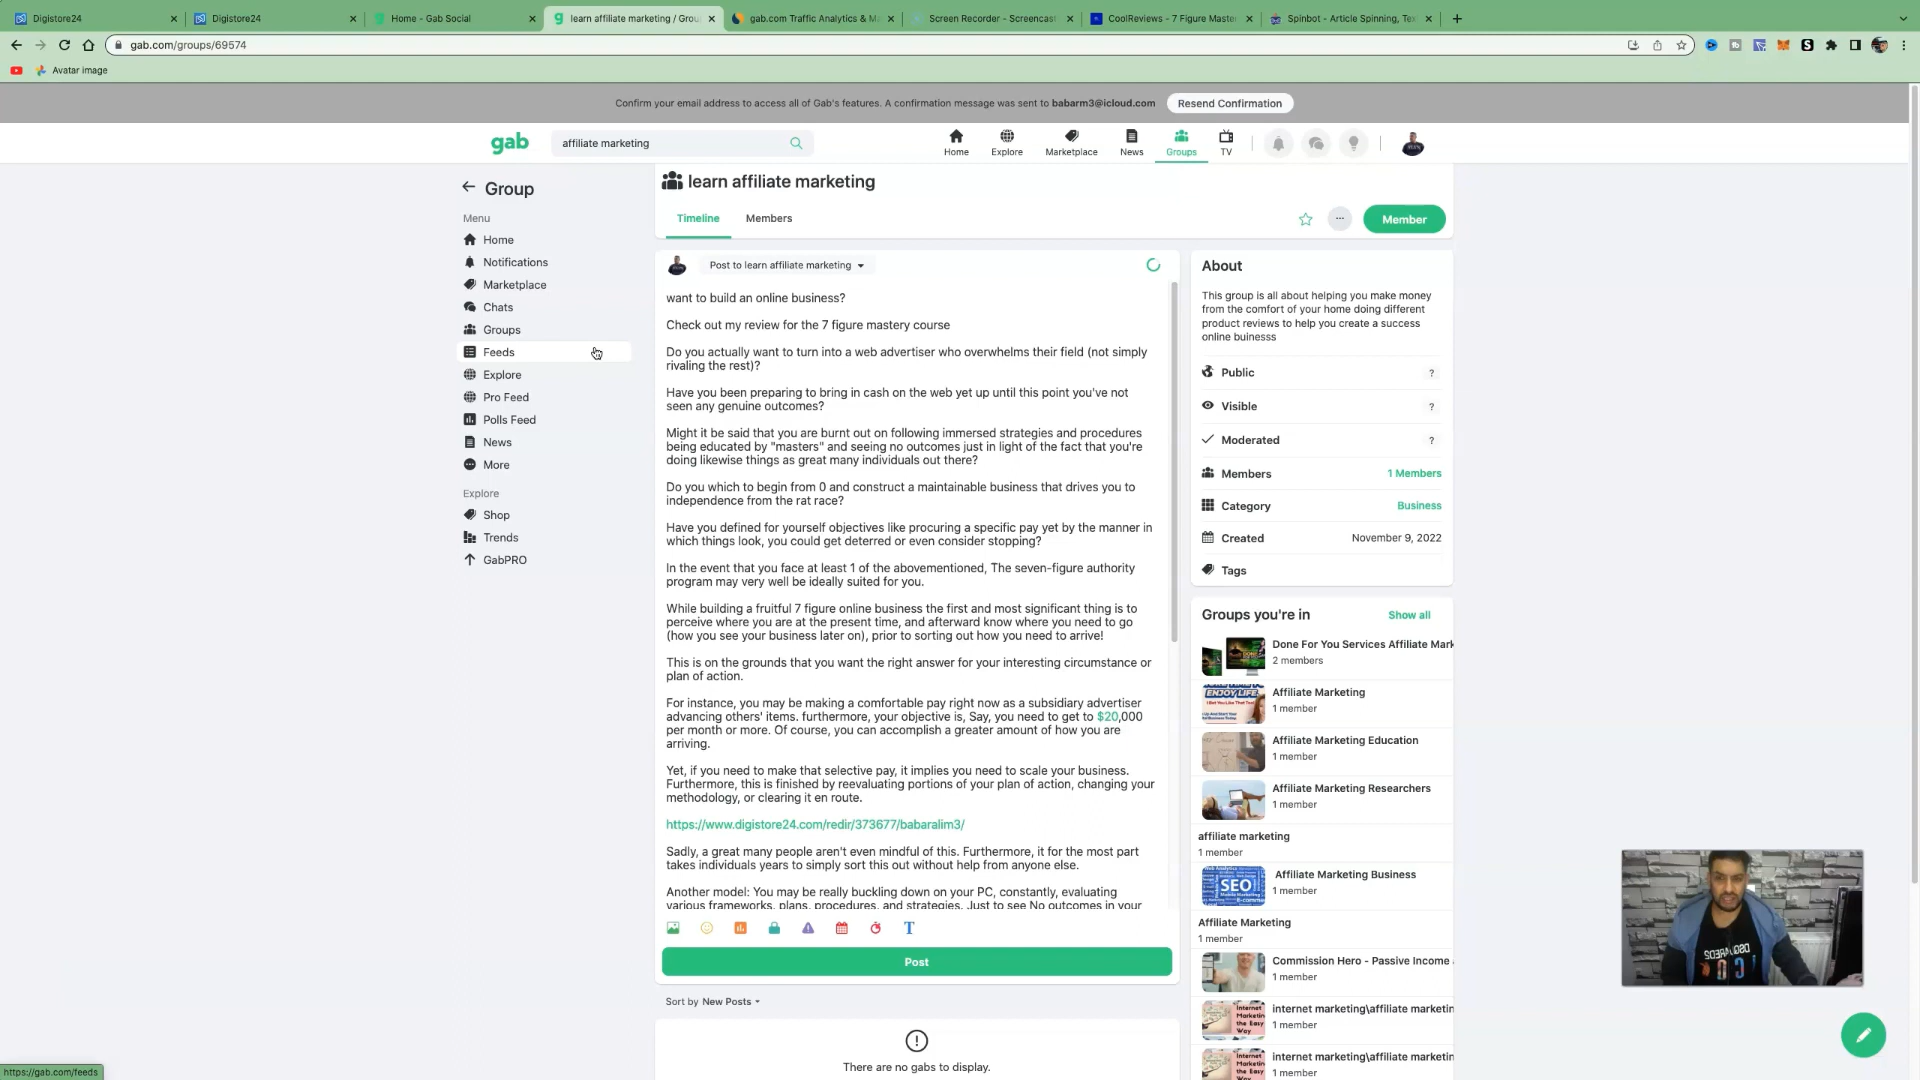 Digistore24
Digistore24
Home - Gab Social
learn affiliate marketing / Grou
gab.com Traffic Analytics & Ma
Screen Recorder - Screencast
CoolReviews - 7 Figure Maste
Spinbot - Article Spinning, Tex
gab.com/groups/69574
Avatar image
Confirm your email address to access all of Gab's features. A confirmation message was sent to babarm3@icloud.com
Resend Confirmation
gab
affiliate marketing
Home
Explore
Marketplace
News
Groups
TV
Group
Menu
Home
Notifications
Marketplace
Chats
Groups
Feeds
Explore
Pro Feed
Polls Feed
News
More
Explore
Shop
Trends
GabPRO
learn affiliate marketing
Timeline
Members
Member
Post to learn affiliate marketing
want to build an online business?
Check out my review for the 7 figure mastery course
Do you actually want to turn into a web advertiser who overwhelms their field (not simply
rivaling the rest)?
Have you been preparing to bring in cash on the web yet up until this point you've not
seen any genuine outcomes?
Might it be said that you are burnt out on following immersed strategies and procedures
being educated by "masters" and seeing no outcomes just in light of the fact that you're
doing likewise things as great many individuals out there?
Do you which to begin from 0 and construct a maintainable business that drives you to
independence from the rat race?
Have you defined for yourself objectives like procuring a specific pay yet by the manner in
which things look, you could get deterred or even consider stopping?
In the event that you face at least 1 of the abovementioned, The seven-figure authority
program may very well be ideally suited for you.
While building a fruitful 7 figure online business the first and most significant thing is to
perceive where you are at the present time, and afterward know where you need to go
(how you see your business later on), prior to sorting out how you need to arrive!
This is on the grounds that you want the right answer for your interesting circumstance or
plan of action.
For instance, you may be making a comfortable pay right now as a subsidiary advertiser
advancing others' items. furthermore, your objective is, Say, you need to get to $20,000
per month or more. Of course, you can accomplish a greater amount of how you are
arriving.
Yet, if you need to make that selective pay, it implies you need to scale your business.
Furthermore, this is finished by reevaluating portions of your plan of action, changing your
methodology, or clearing it en route.
https://www.digistore24.com/redir/373677/babaralim3/
Sadly, a great many people aren't even mindful of this. Furthermore, it for the most part
takes individuals years to simply sort this out without help from anyone else.
Another model: You may be really buckling down on your PC, constantly, evaluating
various frameworks, plans, procedures, and strategies. Just to see No outcomes in your
T
Post
Sort by New Posts
There are no gabs to display.
About
This group is all about helping you make money
from the comfort of your home doing different
product reviews to help you create a success
online buinesss
Public ?
Visible ?
Moderated ?
Members 1 Members
Category Business
Created November 9, 2022
Tags
Groups you're in Show all
Done For You Services Affiliate Mark
2 members
Affiliate Marketing
1 member
Affiliate Marketing Education
1 member
Affiliate Marketing Researchers
1 member
affiliate marketing
1 member
Affiliate Marketing Business
1 member
SEO
Affiliate Marketing
1 member
Commission Hero - Passive Income
1 member
internet marketing\affiliate marketin
1 member
Internet
Marketing
the Easy
Way
internet marketing\affiliate marketin
1 member
https://gab.com/feeds